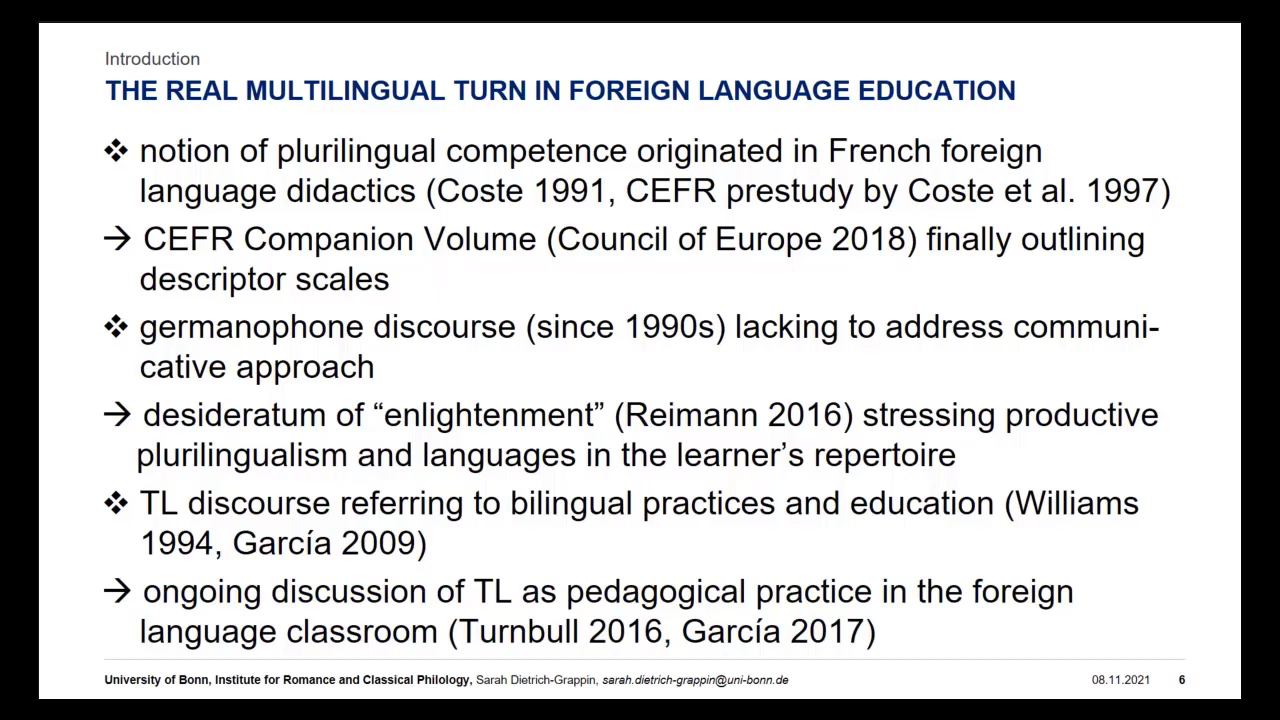 Introduction
THE REAL MULTILINGUAL TURN IN FOREIGN LANGUAGE EDUCATION
❖ notion of plurilingual competence originated in French foreign
language didactics (Coste 1991, CEFR prestudy by Coste et al. 1997)
→ CEFR Companion Volume (Council of Europe 2018) finally outlining
descriptor scales
❖ germanophone discourse (since 1990s) lacking to address communi-
cative approach
→ desideratum of “enlightenment” (Reimann 2016) stressing productive
plurilingualism and languages in the learner’s repertoire
❖ TL discourse referring to bilingual practices and education (Williams
1994, García 2009)
→ ongoing discussion of TL as pedagogical practice in the foreign
language classroom (Turnbull 2016, García 2017)
University of Bonn, Institute for Romance and Classical Philology, Sarah Dietrich-Grappin, sarah.dietrich-grappin@uni-bonn.de 08.11.2021 6